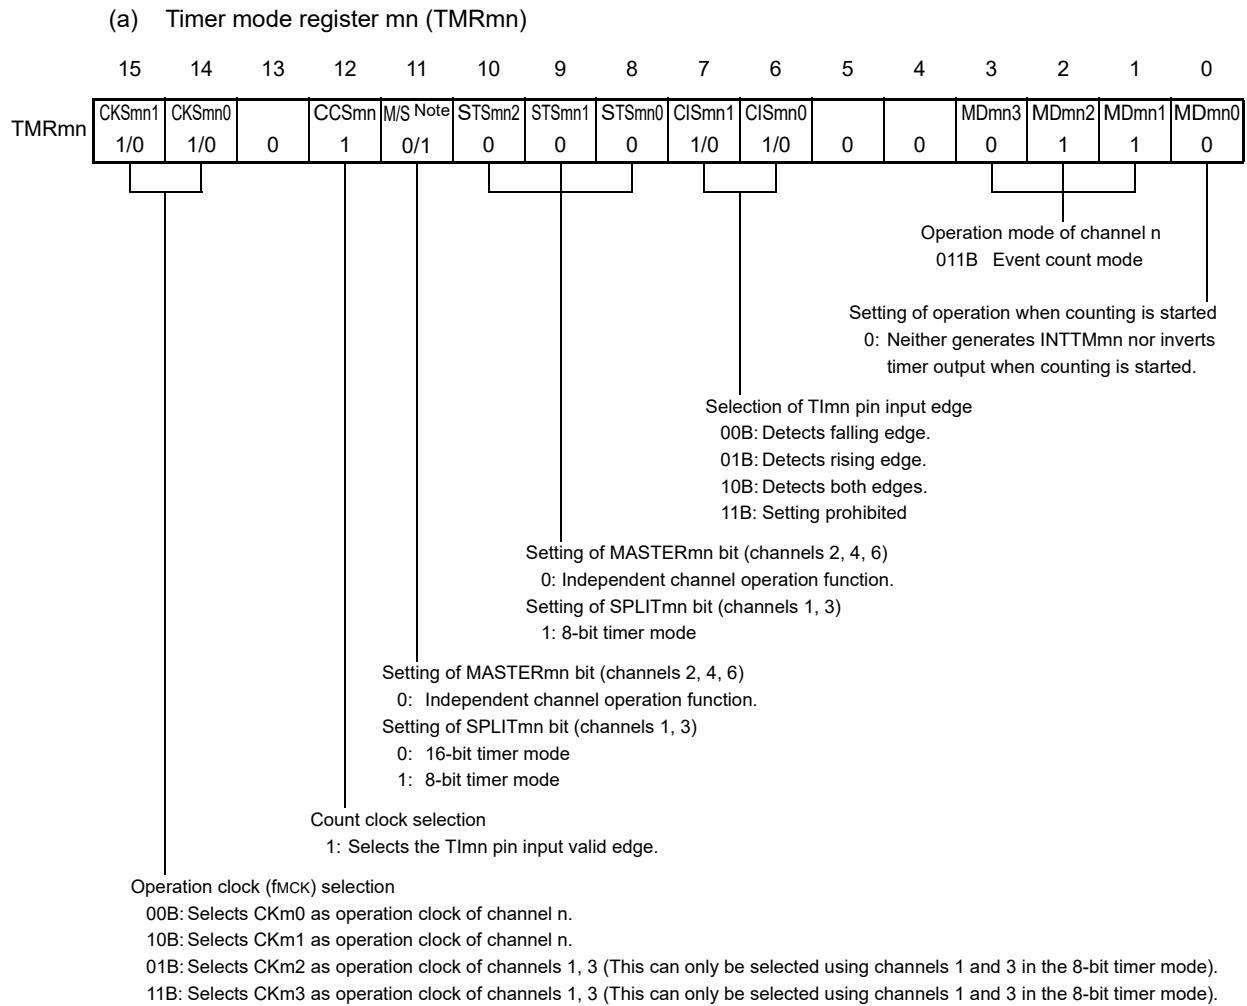 (a) Timer mode register mn (TMRmn)
15 14 13 12 11 10 9 8 7 6 5 4 3 2 1 0
TMRmn CKSmn1 CKSmn0 CCSmn M/S Note STSmn2 STSmn1 STSmn0 CISmn1 CISmn0 MDmn3 MDmn2 MDmn1 MDmn0
1/0 1/0 0 1 0/1 0 0 0 1/0 1/0 0 0 0 1 1 0
Operation mode of channel n
011B Event count mode
Setting of operation when counting is started
0: Neither generates INTTMmn nor inverts
timer output when counting is started.
Selection of TImn pin input edge
00B: Detects falling edge.
01B: Detects rising edge.
10B: Detects both edges.
11B: Setting prohibited
Setting of MASTERmn bit (channels 2, 4, 6)
0: Independent channel operation function.
Setting of SPLITmn bit (channels 1, 3)
1: 8-bit timer mode
Setting of MASTERmn bit (channels 2, 4, 6)
0: Independent channel operation function.
Setting of SPLITmn bit (channels 1, 3)
0: 16-bit timer mode
1: 8-bit timer mode
Count clock selection
1: Selects the TImn pin input valid edge.
Operation clock (fMCK) selection
00B: Selects CKm0 as operation clock of channel n.
10B: Selects CKm1 as operation clock of channel n.
01B: Selects CKm2 as operation clock of channels 1, 3 (This can only be selected using channels 1 and 3 in the 8-bit timer mode).
11B: Selects CKm3 as operation clock of channels 1, 3 (This can only be selected using channels 1 and 3 in the 8-bit timer mode).